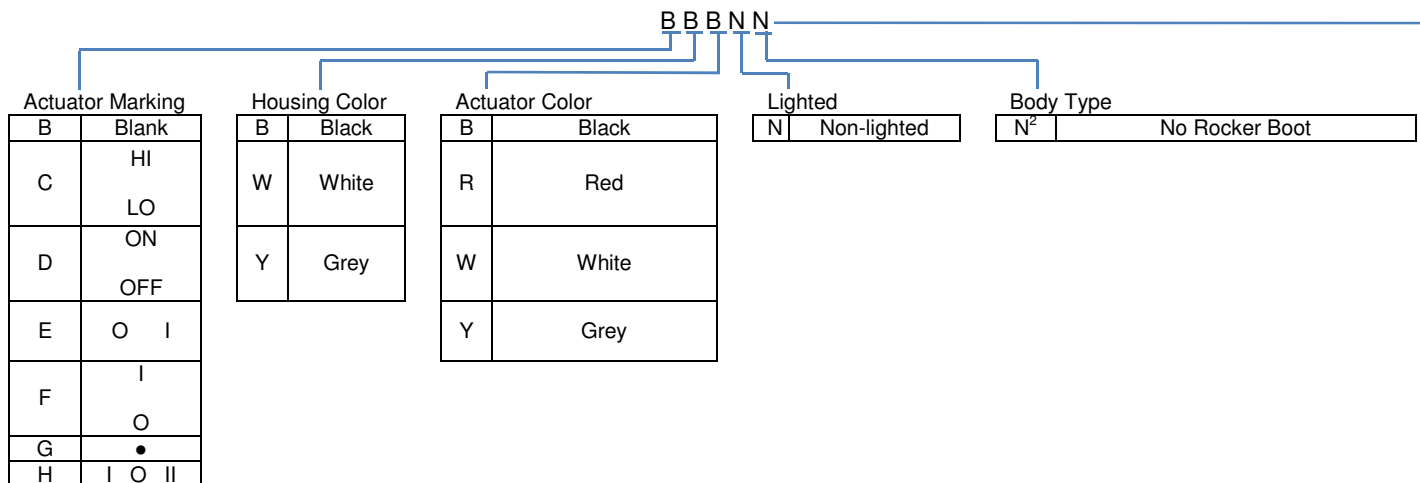 B B B N N
Actuator Marking Housing Color Actuator Color Lighted Body Type
B Blank B Black B Black N Non-lighted N² No Rocker Boot
HI
C W White R Red
LO
ON
D Y Grey W White
OFF
E O I Y Grey
I
F
O
G ●
H I O II